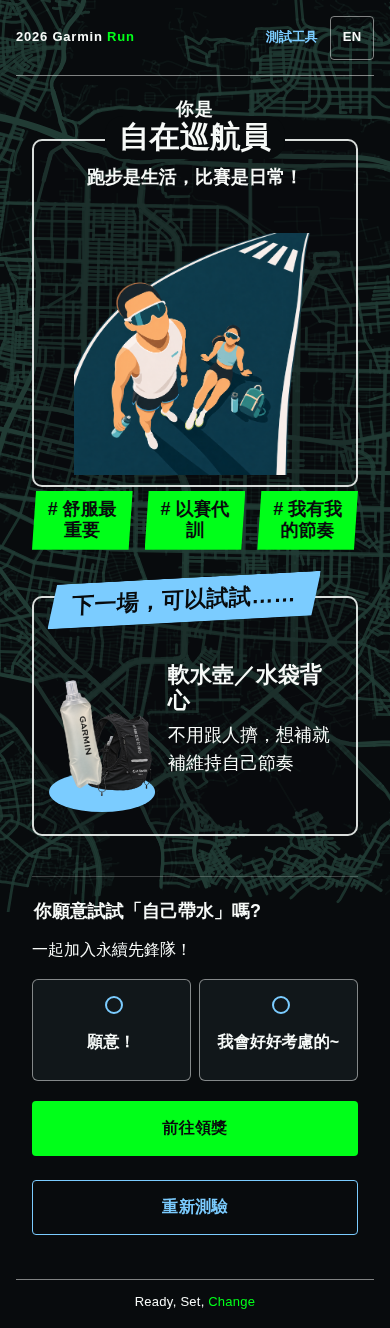 2026 Garmin Run
測試工具
EN
你是
自在巡航員
跑步是生活，比賽是日常！
# 舒服最
重要
# 以賽代
訓
# 我有我
的節奏
下一場，可以試試……
GARMIN
軟水壺／水袋背
心
不用跟人擠，想補就
補維持自己節奏
你願意試試「自己帶水」嗎?
一起加入永續先鋒隊！
願意！
我會好好考慮的~
前往領獎
重新測驗
Ready, Set, Change